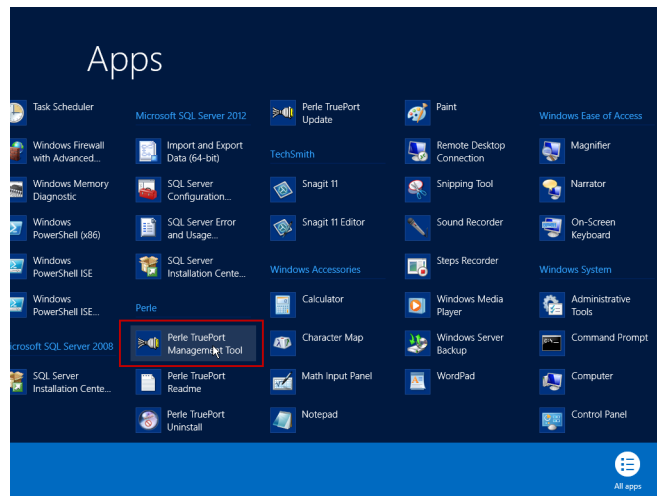 Apps
Task Scheduler
Windows Firewall
with Advanced...
Windows Memory
Diagnostic
Windows
PowerShell (x86)
Windows
PowerShell ISE
Windows
PowerShell ISE...
icrosoft SQL Server 2008
SQL Server
Installation Cente...
Microsoft SQL Server 2012
Import and Export
Data (64-bit)
SQL Server
Configuration...
SQL Server Error
and Usage...
SQL Server
Installation Cente...
Perle
Perle TruePort
Management Tool
Perle TruePort
Readme
Perle TruePort
Uninstall
Perle TruePort
Update
TechSmith
Snagit 11
Snagit 11 Editor
Windows Accessories
Calculator
Character Map
Math Input Panel
Notepad
Paint
Remote Desktop
Connection
Snipping Tool
Sound Recorder
Steps Recorder
Windows Media
Player
Windows Server
Backup
WordPad
Windows Ease of Access
Magnifier
Narrator
On-Screen
Keyboard
Windows System
Administrative
Tools
Command Prompt
Computer
Control Panel
All apps